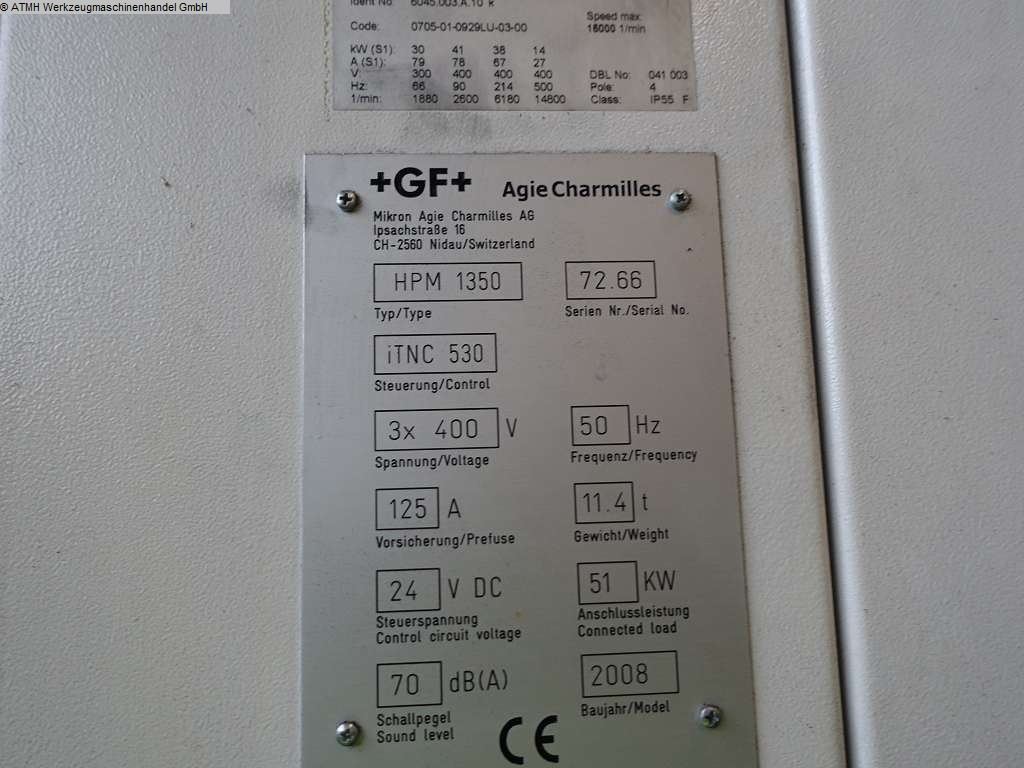 © ATMH Werkzeugmaschinenhandel GmbH
Ident No: 6045.003.A.10 R
Code: 0705-01-0929LU-03-00
Speed max:
16000 1/min
kW (S1): 30 41 38 14
A (S1): 79 78 67 27
V: 300 400 400 400 DBL No: 041 003
Hz: 66 90 214 500 Pole: 4
1/min: 1880 2600 6180 14800 Class: IP55 F
+GF+ Agie Charmilles
Mikron Agie Charmilles AG
Ipsachstraße 16
CH-2560 Nidau/Switzerland
HPM 1350 72.66
Typ/Type Serien Nr./Serial No.
iTNC 530
Steuerung/Control
3x 400 V 50 Hz
Spannung/Voltage Frequenz/Frequency
125 A 11.4 t
Vorsicherung/Prefuse Gewicht/Weight
24 V DC 51 KW
Steuerspannung Anschlussleistung
Control circuit voltage Connected load
70 dB(A) 2008
Schallpegel Baujahr/Model
Sound level
CE